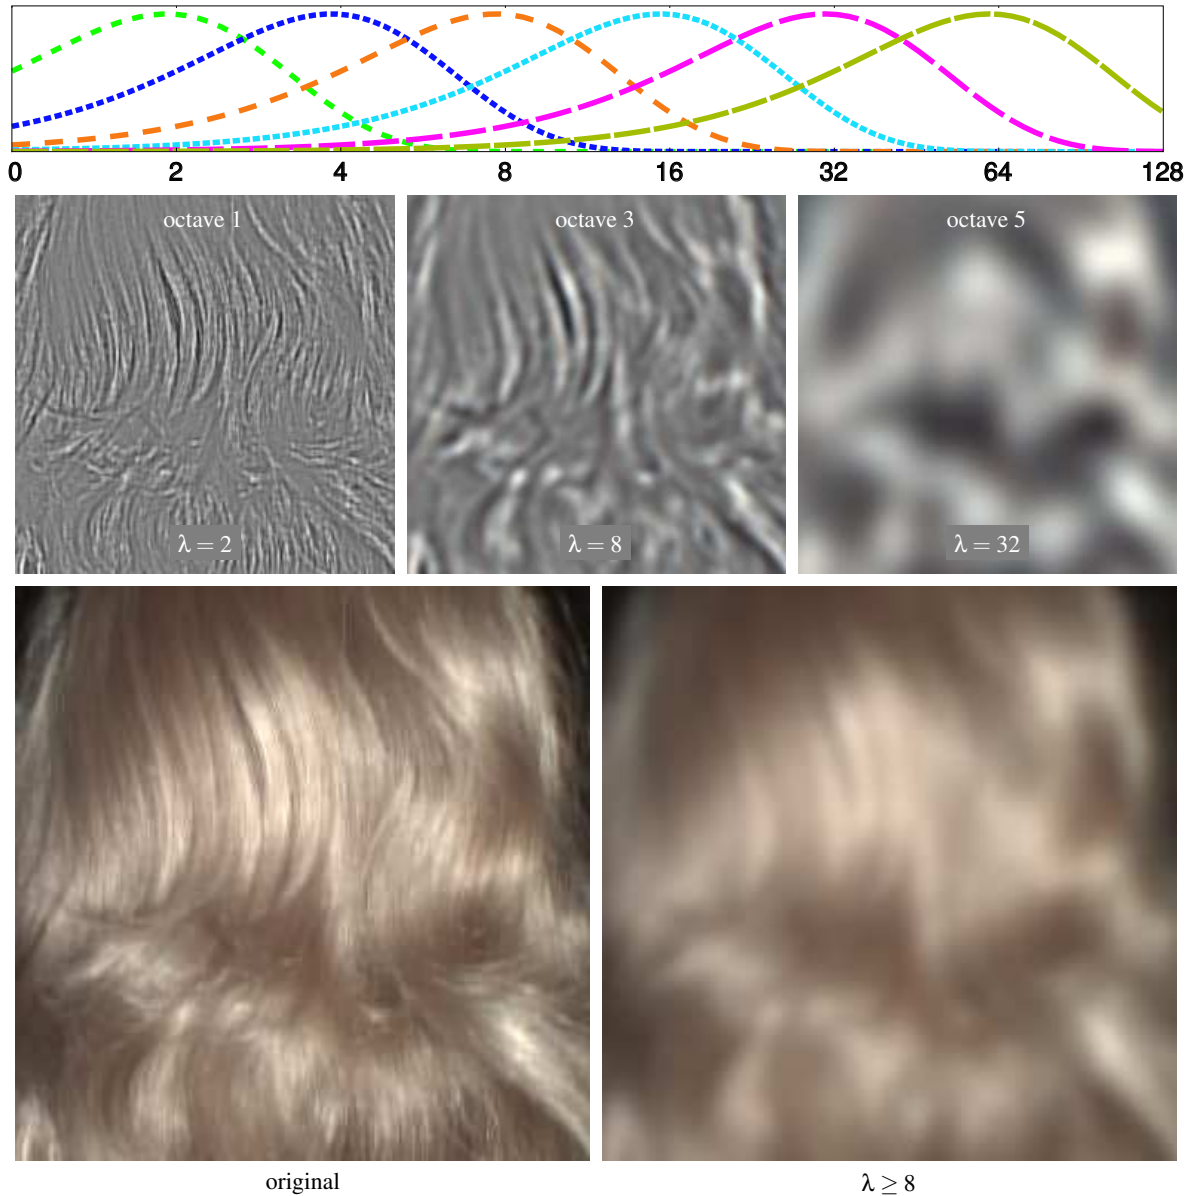 0 2 4 8 16 32 64 128
octave 1 octave 3 octave 5
λ = 2 λ = 8 λ = 32
original λ ≥ 8